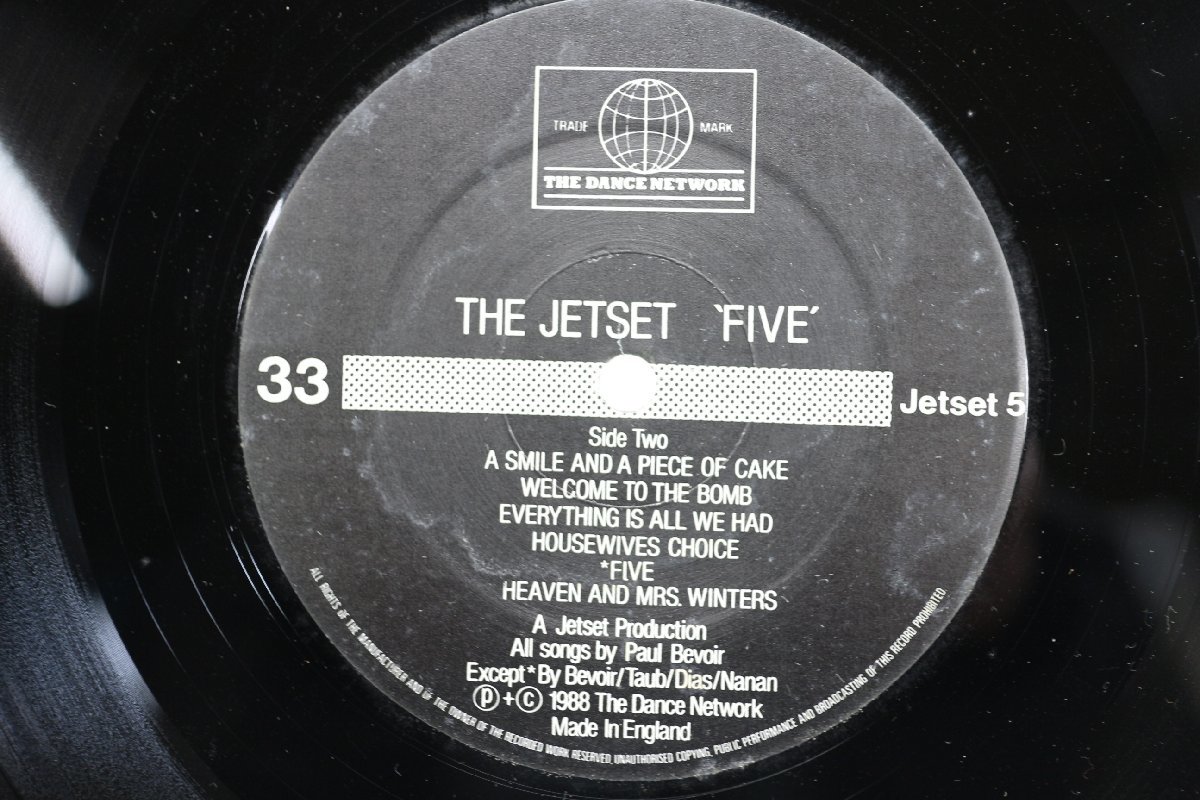 TRADE MARK
THE DANCE NETWORK
THE JETSET `FIVE´
33
Jetset 5
Side Two
A SMILE AND A PIECE OF CAKE
WELCOME TO THE BOMB
EVERYTHING IS ALL WE HAD
HOUSEWIVES CHOICE
*FIVE
HEAVEN AND MRS. WINTERS
A Jetset Production
All songs by Paul Bevoir
Except * By Bevoir/Taub/Dias/Nanan
℗+© 1988 The Dance Network
Made In England
ALL RIGHTS OF THE MANUFACTURER AND OF THE OWNER OF THE RECORDED WORK RESERVED. UNAUTHORISED COPYING, PUBLIC PERFORMANCE AND BROADCASTING OF THIS RECORD PROHIBITED